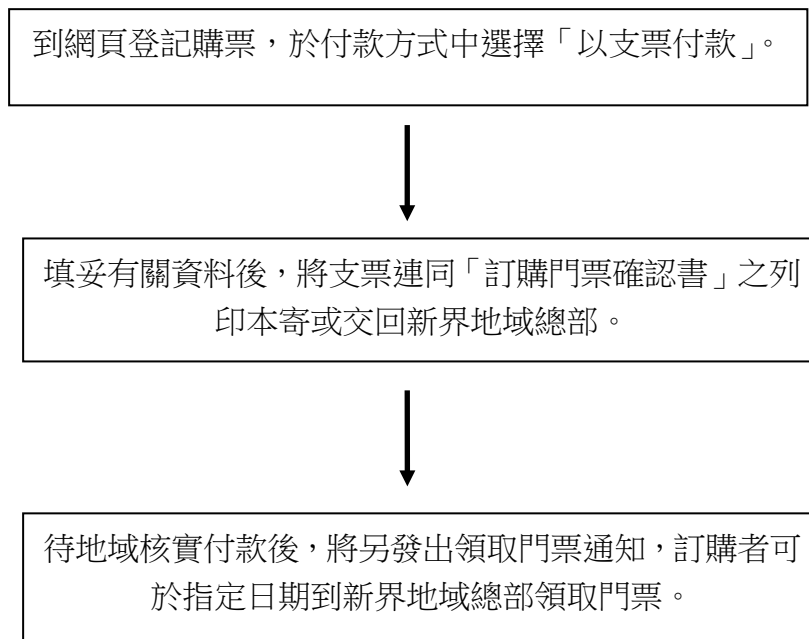 到網頁登記購票，於付款方式中選擇「以支票付款」。
填妥有關資料後，將支票連同「訂購門票確認書」之列
印本寄或交回新界地域總部。
待地域核實付款後，將另發出領取門票通知，訂購者可
於指定日期到新界地域總部領取門票。